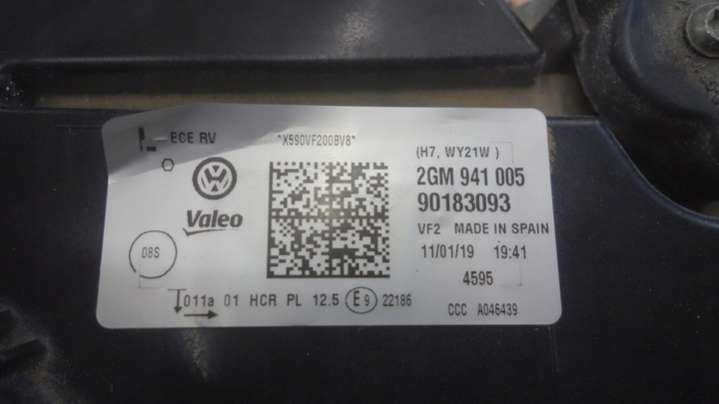 L ECE RV
*X5S0VF200BV8*
(H7, WY21W )
2GM 941 005
90183093
Valeo
VF2 MADE IN SPAIN
08S
11/01/19 19:41
4595
011a 01 HCR PL 12.5 E9 22186
CCC A046439